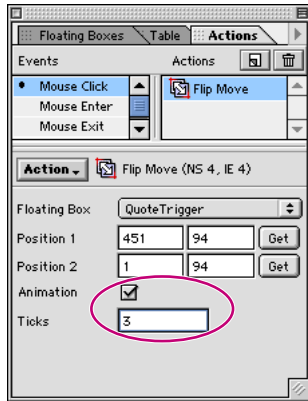 Floating Boxes Table Actions
Events Actions
Mouse Click Flip Move
Mouse Enter
Mouse Exit
Action Flip Move (NS 4, IE 4)
Floating Box QuoteTrigger
Position 1 451 94 Get
Position 2 1 94 Get
Animation
Ticks 3